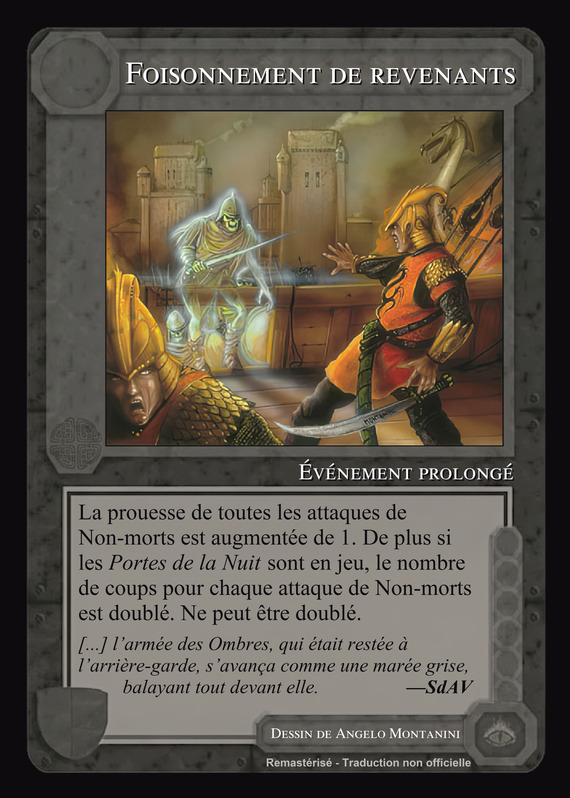 Foisonnement de revenants
Événement prolongé
La prouesse de toutes les attaques de
Non-morts est augmentée de 1. De plus si
les Portes de la Nuit sont en jeu, le nombre
de coups pour chaque attaque de Non-morts
est doublé. Ne peut être doublé.
[...] l’armée des Ombres, qui était restée à
l’arrière-garde, s’avança comme une marée grise,
balayant tout devant elle. —SdAV
Dessin de Angelo Montanini
Remastérisé - Traduction non officielle